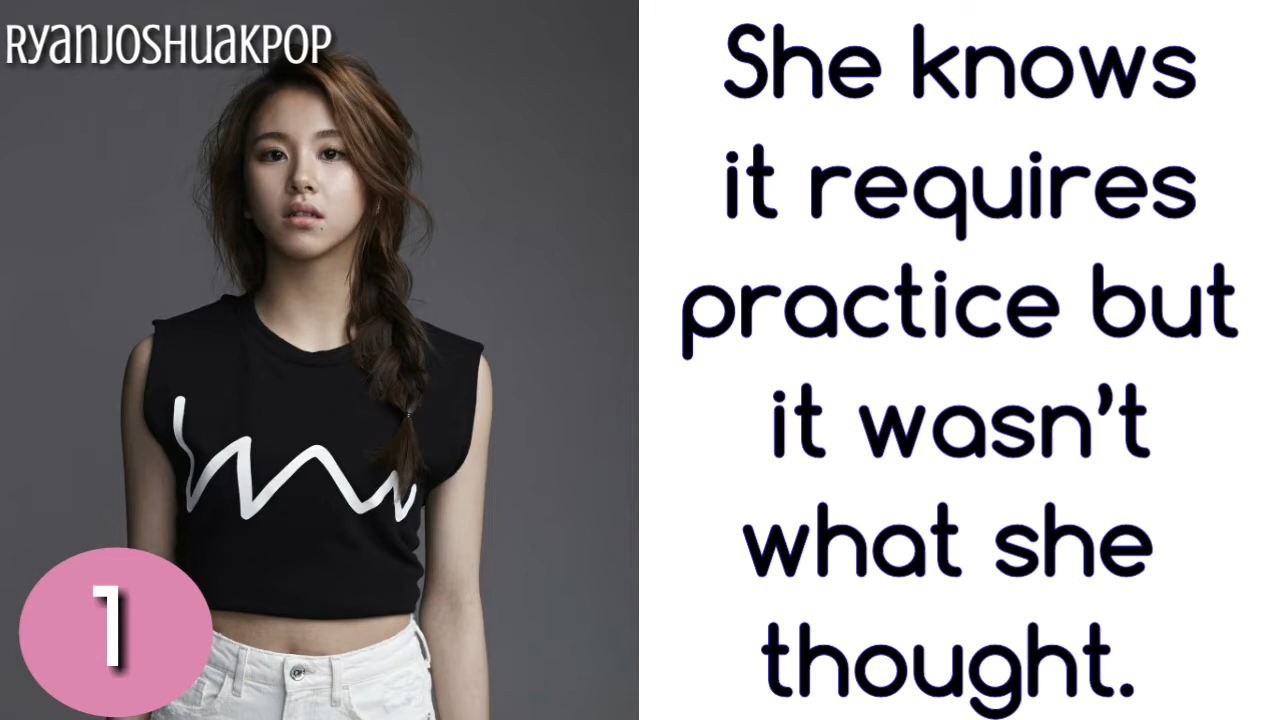 RyanJoshuaKpop
She knows
it requires
practice but
it wasn't
what she
thought.
1